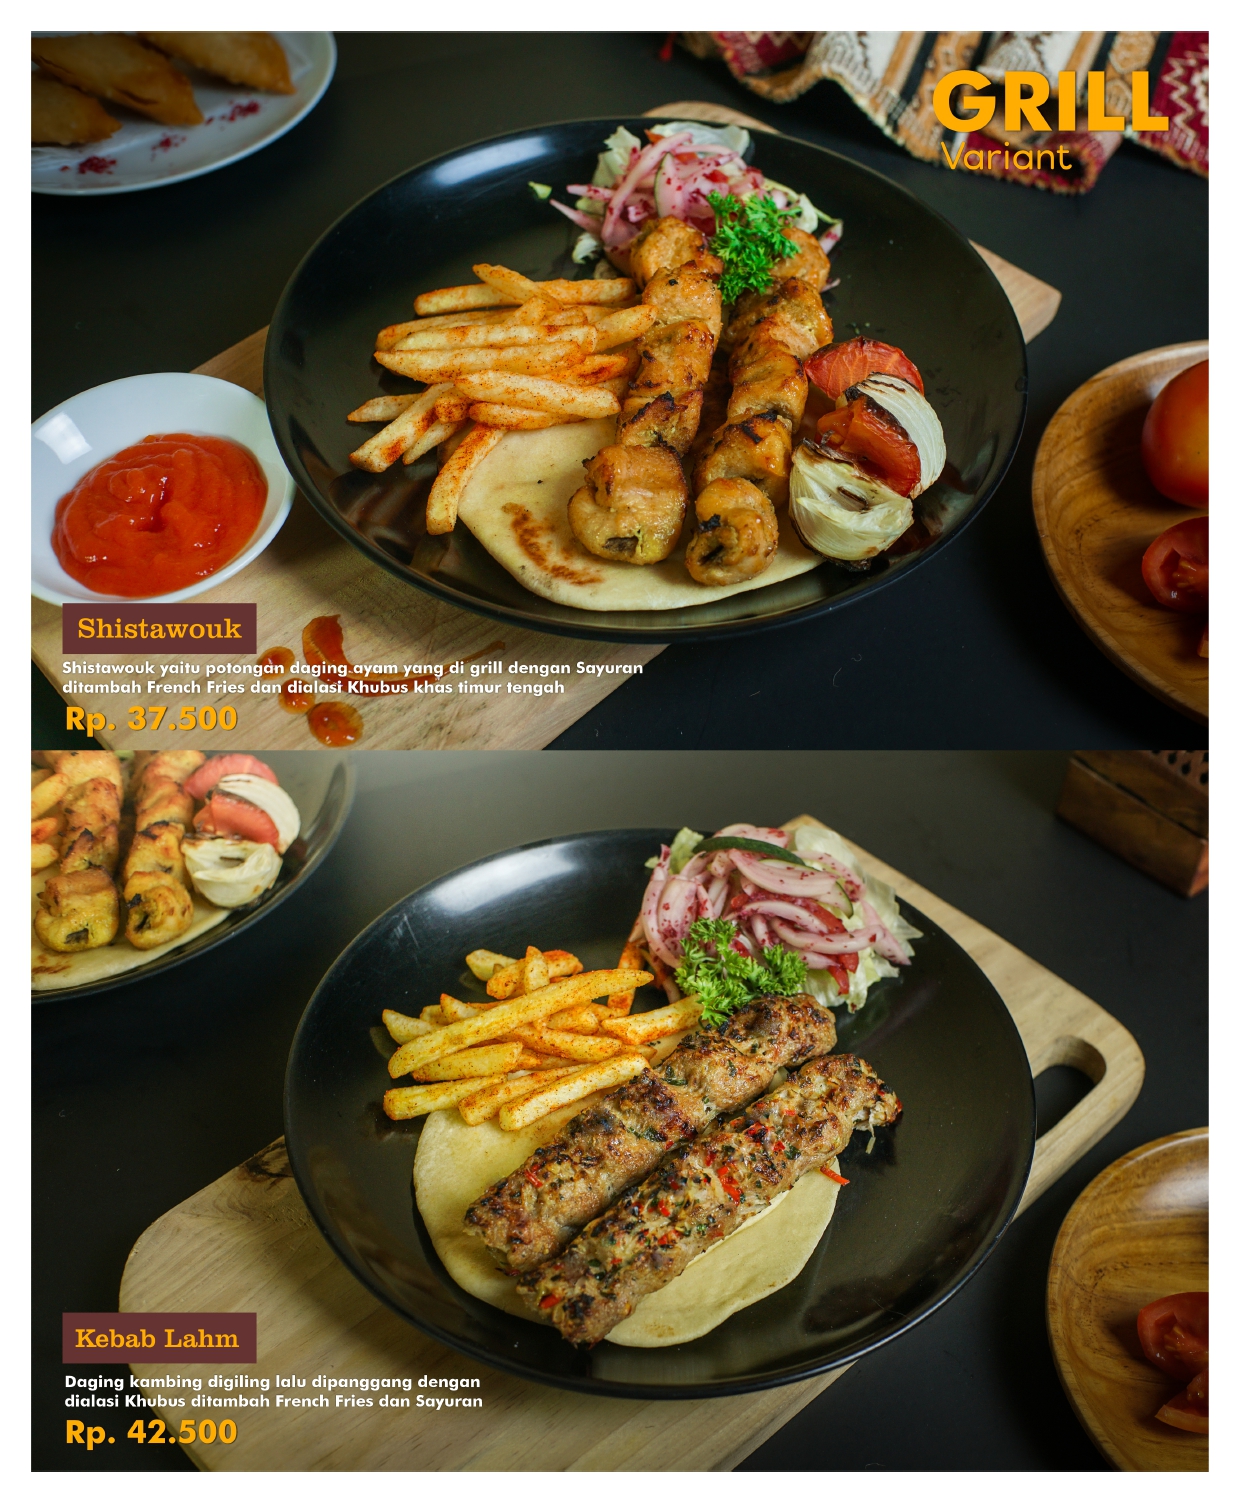 GRILL
Variant
Shistawouk
Shistawouk yaitu potongan daging ayam yang di grill dengan Sayuran
ditambah French Fries dan dialasi Khubus khas timur tengah
Rp. 37.500
Kebab Lahm
Daging kambing digiling lalu dipanggang dengan
dialasi Khubus ditambah French Fries dan Sayuran
Rp. 42.500